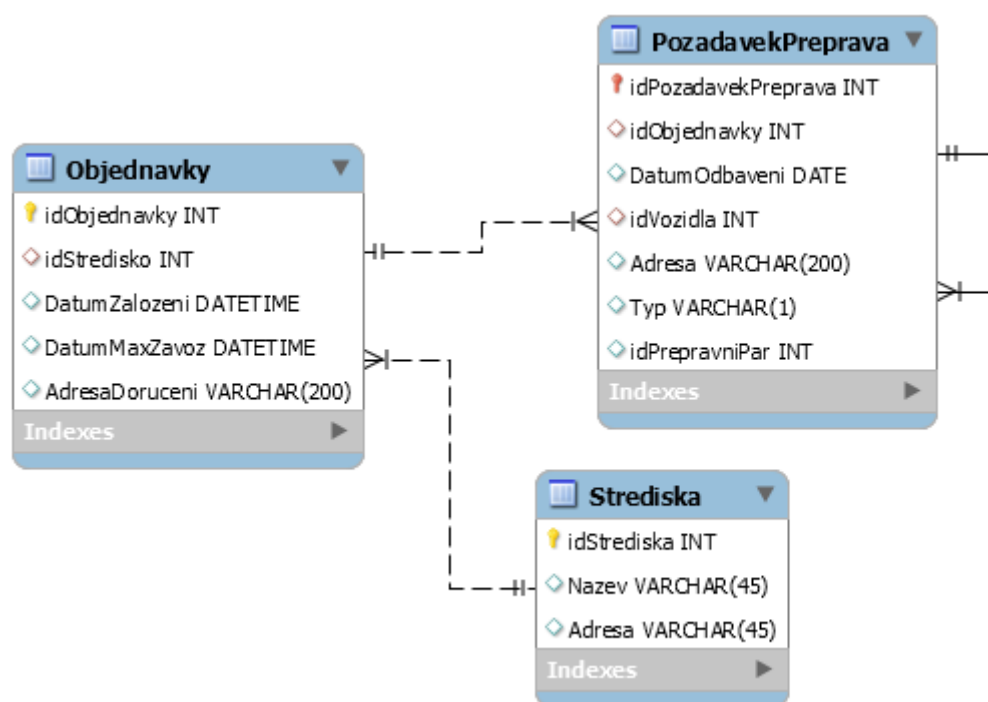 PozadavekPreprava
idPozadavekPreprava INT
idObjednavky INT
DatumOdbaveni DATE
idVozidla INT
Adresa VARCHAR(200)
Typ VARCHAR(1)
idPrepravniPar INT
Indexes
Objednavky
idObjednavky INT
idStredisko INT
DatumZalozeni DATETIME
DatumMaxZavoz DATETIME
AdresaDoruceni VARCHAR(200)
Indexes
Strediska
idStrediska INT
Nazev VARCHAR(45)
Adresa VARCHAR(45)
Indexes